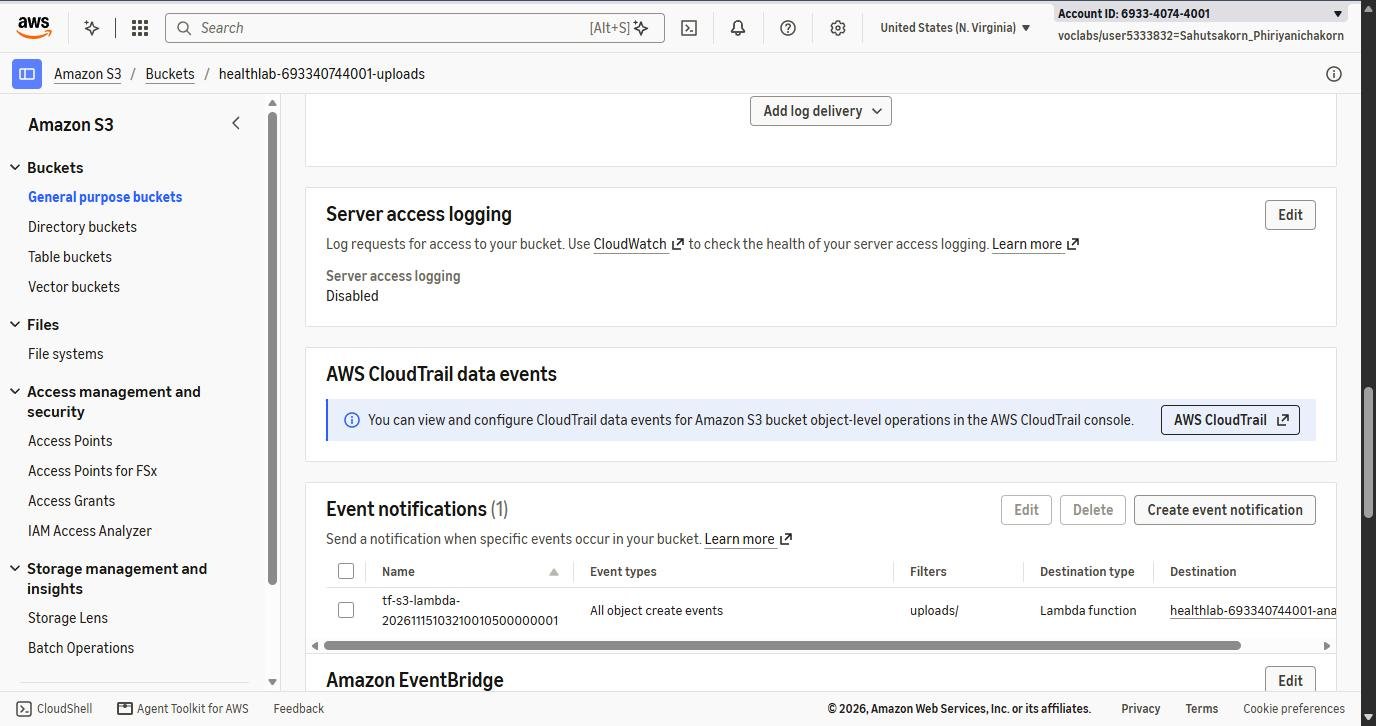 aws
Search
[Alt+S]
United States (N. Virginia)
Account ID: 6933-4074-4001
voclabs/user5333832=Sahutsakorn_Phiriyanichakorn
Amazon S3 / Buckets / healthlab-693340744001-uploads
Amazon S3
Buckets
General purpose buckets
Directory buckets
Table buckets
Vector buckets
Files
File systems
Access management and
security
Access Points
Access Points for FSx
Access Grants
IAM Access Analyzer
Storage management and
insights
Storage Lens
Batch Operations
Add log delivery
Server access logging
Edit
Log requests for access to your bucket. Use CloudWatch to check the health of your server access logging. Learn more
Server access logging
Disabled
AWS CloudTrail data events
You can view and configure CloudTrail data events for Amazon S3 bucket object-level operations in the AWS CloudTrail console.
AWS CloudTrail
Event notifications (1)
Edit
Delete
Create event notification
Send a notification when specific events occur in your bucket. Learn more
Name
Event types
Filters
Destination type
Destination
tf-s3-lambda-
20261115103210010500000001
All object create events
uploads/
Lambda function
healthlab-693340744001-ana
Amazon EventBridge
Edit
CloudShell
Agent Toolkit for AWS
Feedback
© 2026, Amazon Web Services, Inc. or its affiliates.
Privacy
Terms
Cookie preferences